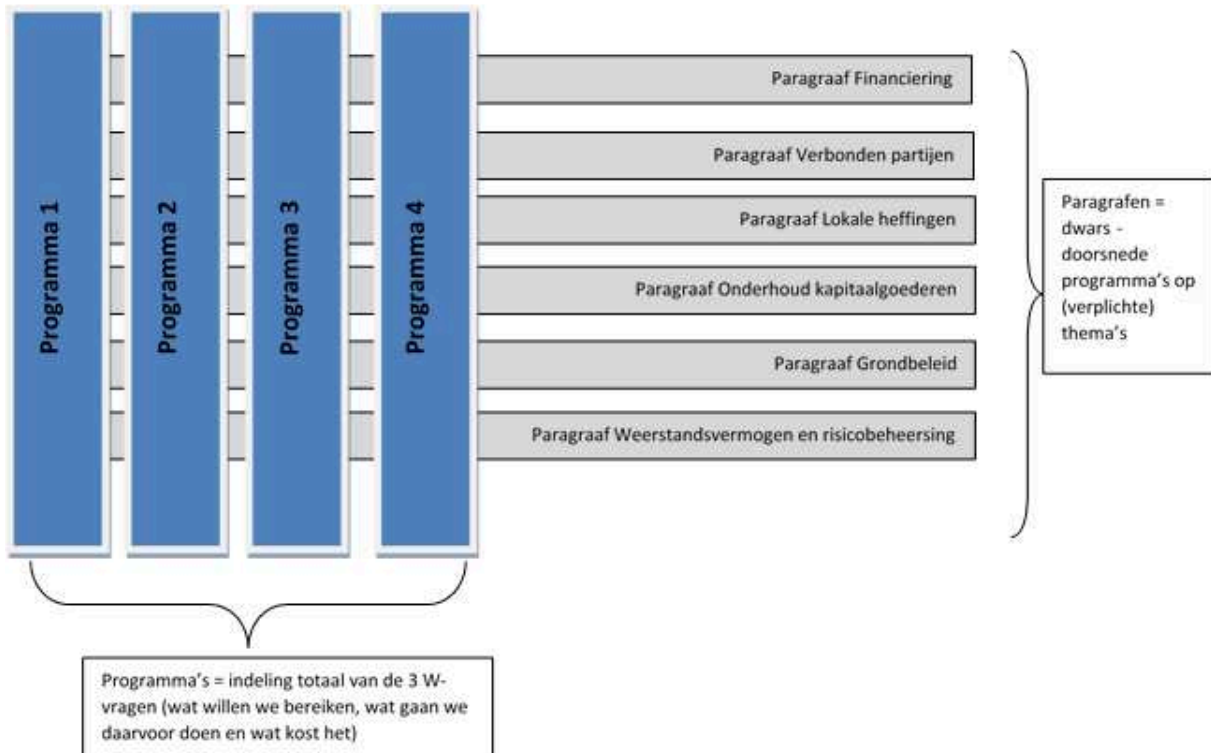 Programma 1
Programma 2
Programma 3
Programma 4
Paragraaf Financiering
Paragraaf Verbonden partijen
Paragraaf Lokale heffingen
Paragraaf Onderhoud kapitaalgoederen
Paragraaf Grondbeleid
Paragraaf Weerstandsvermogen en risicobeheersing
Paragrafen =
dwars -
doorsnede
programma's op
(verplichte)
thema's
Programma's = indeling totaal van de 3 W-
vragen (wat willen we bereiken, wat gaan we
daarvoor doen en wat kost het)